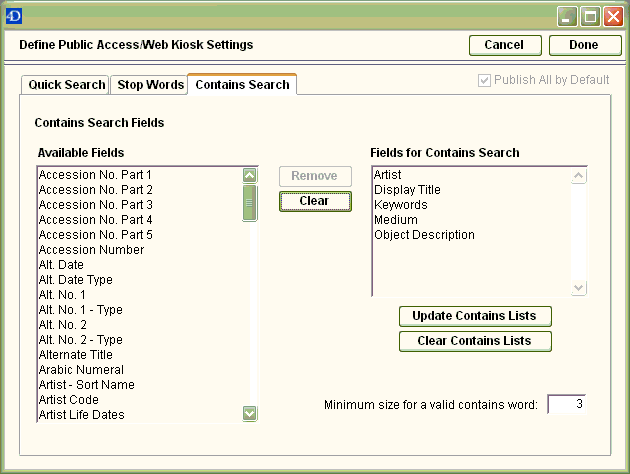 4D
Define Public Access/Web Kiosk Settings
Cancel
Done
Quick Search
Stop Words
Contains Search
Publish All by Default
Contains Search Fields
Available Fields
Accession No. Part 1
Accession No. Part 2
Accession No. Part 3
Accession No. Part 4
Accession No. Part 5
Accession Number
Alt. Date
Alt. Date Type
Alt. No. 1
Alt. No. 1 - Type
Alt. No. 2
Alt. No. 2 - Type
Alternate Title
Arabic Numeral
Artist - Sort Name
Artist Code
Artist Life Dates
Remove
Clear
Fields for Contains Search
Artist
Display Title
Keywords
Medium
Object Description
Update Contains Lists
Clear Contains Lists
Minimum size for a valid contains word: 3